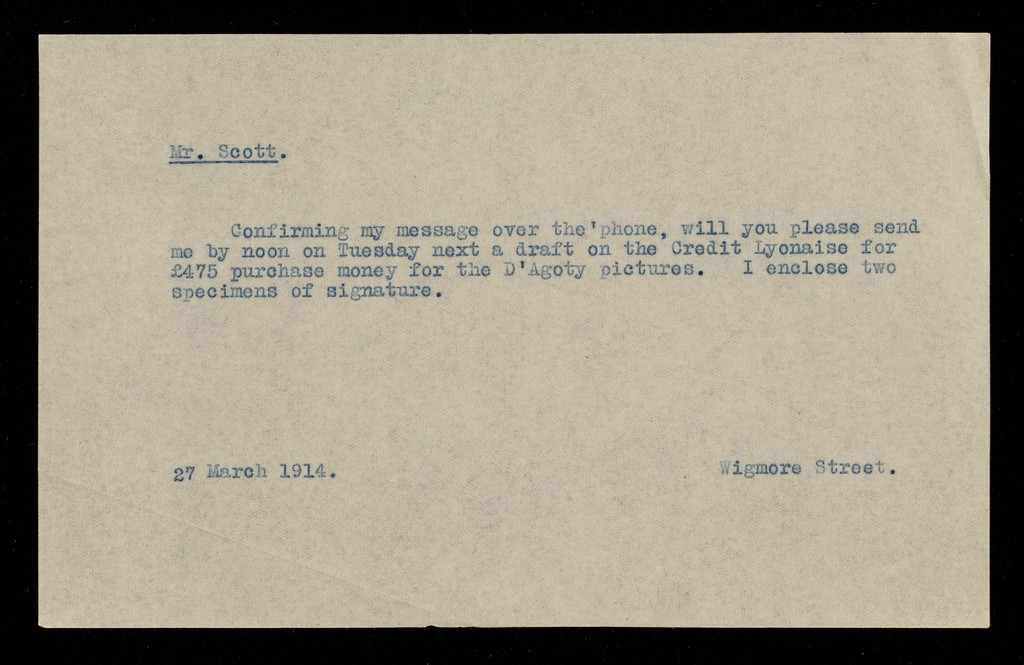 Mr. Scott.
Confirming my message over the'phone, will you please send
me by noon on Tuesday next a draft on the Credit Lyonaise for
£475 purchase money for the D'Agoty pictures.   I enclose two
specimens of signature.
27 March 1914.   Wigmore Street.